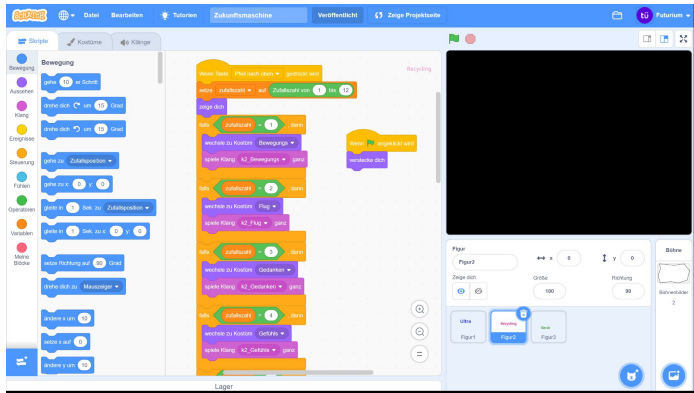 SCRATCH
Datei Bearbeiten Tutorien Zukunftsmaschine Veröffentlicht Zeige Projektseite tü Futurium
Skripte Kostüme Klänge
Bewegung
Aussehen
Klang
Ereignisse
Steuerung
Fühlen
Operatoren
Variablen
Meine Blöcke
Bewegung
gehe 10 er Schritt
drehe dich um 15 Grad
drehe dich um 15 Grad
gehe zu Zufallsposition
gehe zu x: 0 y: 0
gleite in 1 Sek. zu Zufallsposition
gleite in 1 Sek. zu x: 0 y: 0
setze Richtung auf 90 Grad
drehe dich zu Mauszeiger
ändere x um 10
setze x auf 0
ändere y um 10
Wenn Taste Pfeil nach oben gedrückt wird
setze zufallszahl auf Zufallszahl von 1 bis 12
zeige dich
falls zufallszahl = 1 , dann
wechsle zu Kostüm Bewegungs
spiele Klang k2_Bewegungs ganz
falls zufallszahl = 2 , dann
wechsle zu Kostüm Flug
spiele Klang k2_Flug ganz
falls zufallszahl = 3 , dann
wechsle zu Kostüm Gedanken
spiele Klang k2_Gedanken ganz
falls zufallszahl = 4 , dann
wechsle zu Kostüm Gefühls
spiele Klang k2_Gefühls ganz
Recycling
Wenn angeklickt wird
verstecke dich
Figur
Figur2 x 0 y 0
Zeige dich Größe Richtung
100 90
Ultra Recycling
Figur1 Figur2 Figur3
Bühne
Bühnenbilder
2
Lager